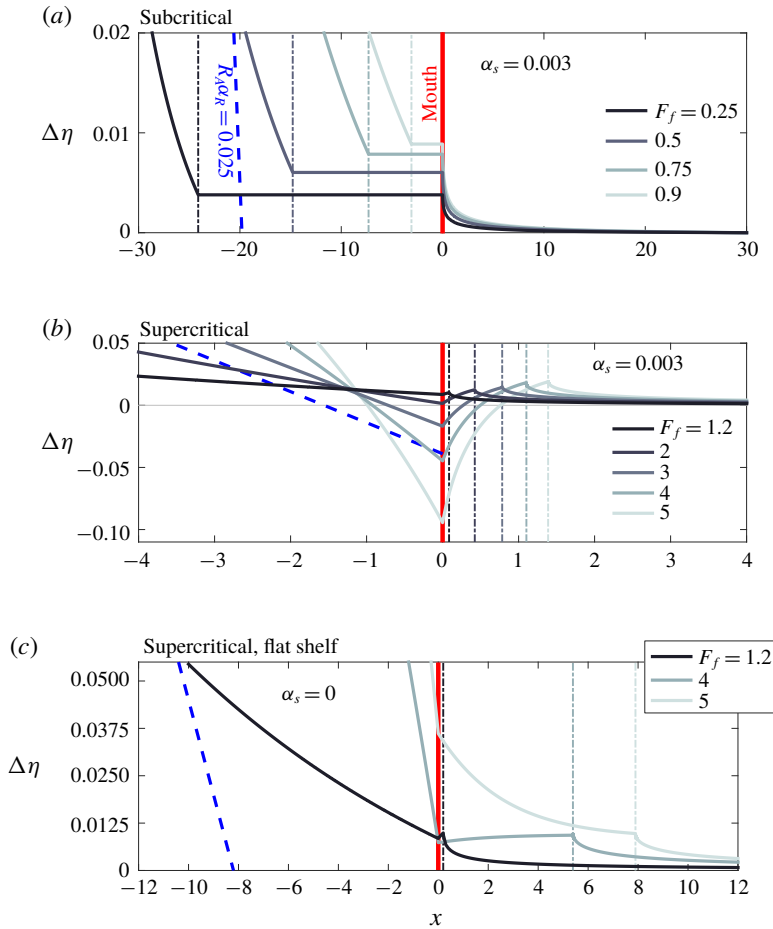 (a)
Subcritical
0.02
0.01
0
Δη
R_Aα_R = 0.025
Mouth
α_s = 0.003
F_f = 0.25
0.5
0.75
0.9
−30 −20 −10 0 10 20 30
(b)
Supercritical
0.05
0
−0.05
−0.10
Δη
α_s = 0.003
F_f = 1.2
2
3
4
5
−4 −3 −2 −1 0 1 2 3 4
(c)
Supercritical, flat shelf
0.0500
0.0375
0.0250
0.0125
0
Δη
α_s = 0
F_f = 1.2
4
5
−12 −10 −8 −6 −4 −2 0 2 4 6 8 10 12
x